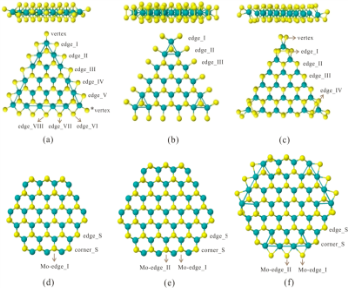 vertex
edge_I
edge_II
edge_III
edge_IV
edge_V
vertex
edge_VIII edge_VII edge_VI
(a)
edge_I
edge_II
edge_III
(b)
vertex
edge_I
edge_II
edge_III
edge_IV
(c)
edge_S
corner_S
Mo-edge_I
(d)
edge_S
corner_S
Mo-edge_II Mo-edge_I
(e)
edge_S
corner_S
Mo-edge_II Mo-edge_I
(f)